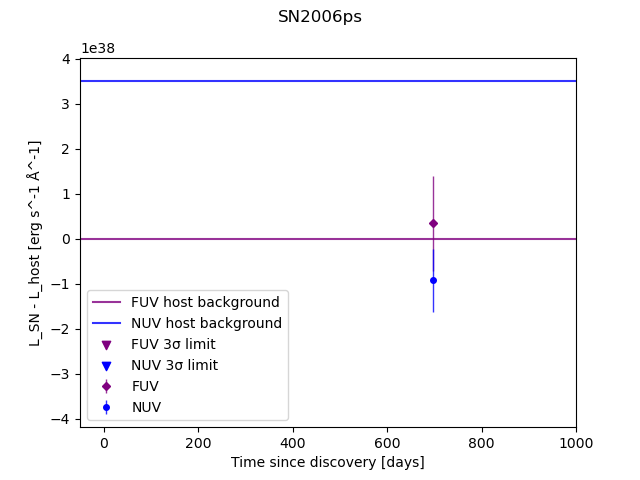 SN2006ps
1e38
4
3
2
1
0
−1
−2
−3
−4
L_SN - L_host [erg s^-1 Å^-1]
FUV host background
NUV host background
FUV 3σ limit
NUV 3σ limit
FUV
NUV
0 200 400 600 800 1000
Time since discovery [days]